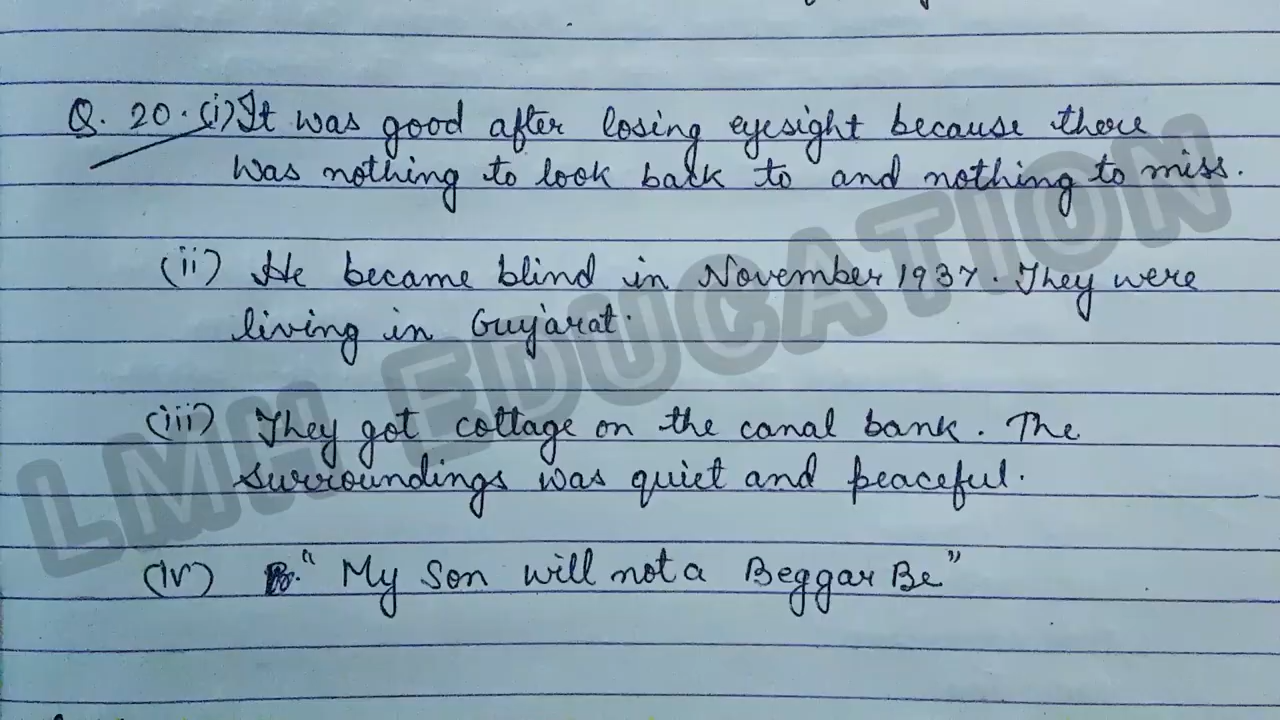 Q. 20. (i) It was good after losing eyesight because there
was nothing to look back to and nothing to miss.
(ii) He became blind in November 1937. They were
living in Gujarat.
(iii) They got cottage on the canal bank. The
surroundings was quiet and peaceful.
(iv) "My Son will not a Beggar Be"
LMH EDUCATION